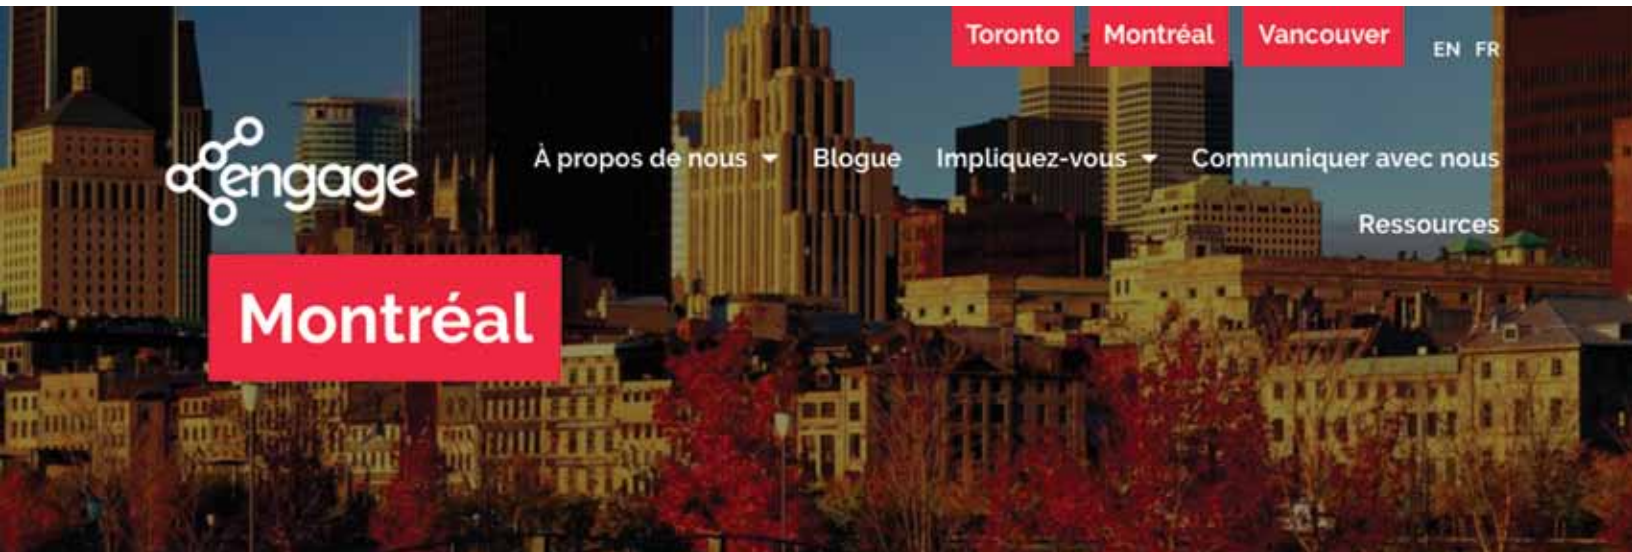 Toronto Montréal Vancouver EN FR
engage
À propos de nous Blogue Impliquez-vous Communiquer avec nous
Ressources
Montréal